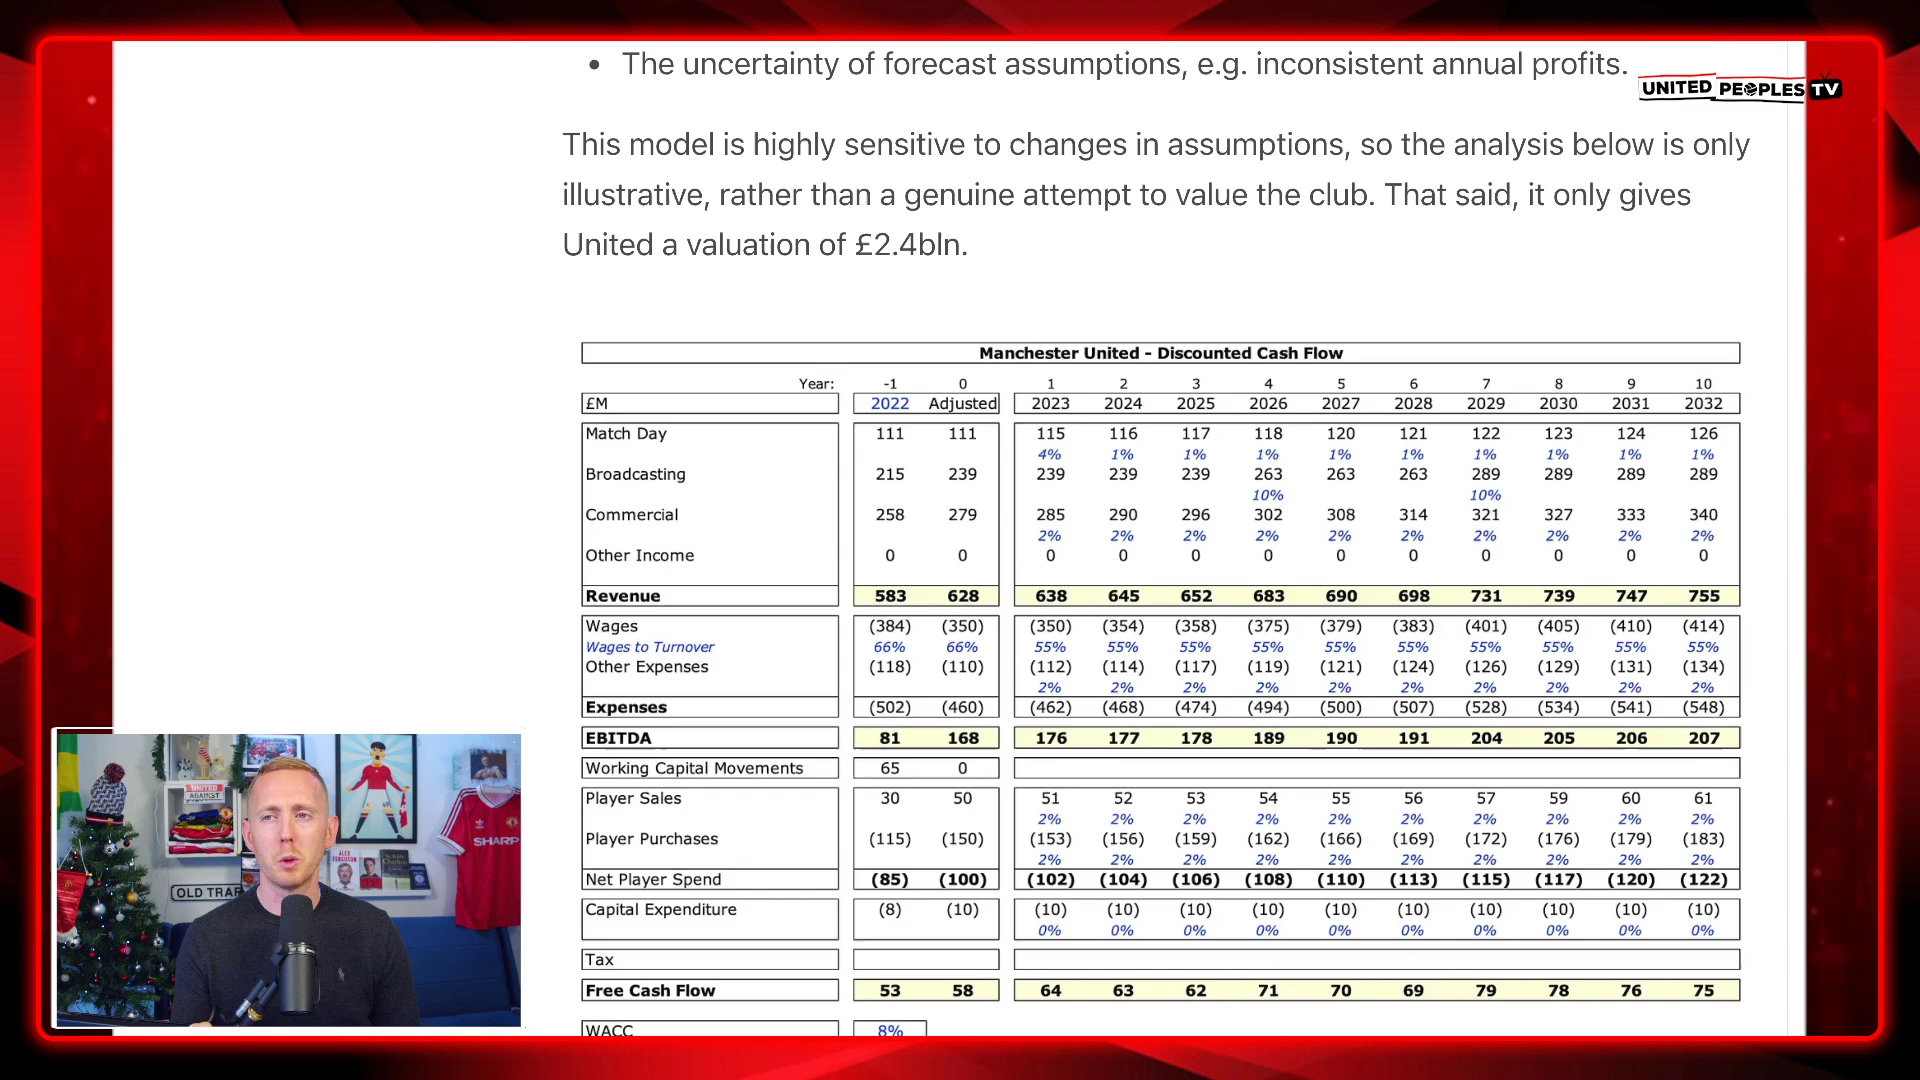 • The uncertainty of forecast assumptions, e.g. inconsistent annual profits.
UNITED PEOPLES TV
This model is highly sensitive to changes in assumptions, so the analysis below is only
illustrative, rather than a genuine attempt to value the club. That said, it only gives
United a valuation of £2.4bln.
Manchester United - Discounted Cash Flow
Year: -1 0 1 2 3 4 5 6 7 8 9 10
£M 2022 Adjusted 2023 2024 2025 2026 2027 2028 2029 2030 2031 2032
Match Day 111 111 115 116 117 118 120 121 122 123 124 126
4% 1% 1% 1% 1% 1% 1% 1% 1% 1%
Broadcasting 215 239 239 239 239 263 263 263 289 289 289 289
10% 10%
Commercial 258 279 285 290 296 302 308 314 321 327 333 340
2% 2% 2% 2% 2% 2% 2% 2% 2% 2%
Other Income 0 0 0 0 0 0 0 0 0 0 0 0
Revenue 583 628 638 645 652 683 690 698 731 739 747 755
Wages (384) (350) (350) (354) (358) (375) (379) (383) (401) (405) (410) (414)
Wages to Turnover 66% 66% 55% 55% 55% 55% 55% 55% 55% 55% 55% 55%
Other Expenses (118) (110) (112) (114) (117) (119) (121) (124) (126) (129) (131) (134)
2% 2% 2% 2% 2% 2% 2% 2% 2% 2%
Expenses (502) (460) (462) (468) (474) (494) (500) (507) (528) (534) (541) (548)
EBITDA 81 168 176 177 178 189 190 191 204 205 206 207
Working Capital Movements 65 0
Player Sales 30 50 51 52 53 54 55 56 57 59 60 61
2% 2% 2% 2% 2% 2% 2% 2% 2% 2%
Player Purchases (115) (150) (153) (156) (159) (162) (166) (169) (172) (176) (179) (183)
2% 2% 2% 2% 2% 2% 2% 2% 2% 2%
Net Player Spend (85) (100) (102) (104) (106) (108) (110) (113) (115) (117) (120) (122)
Capital Expenditure (8) (10) (10) (10) (10) (10) (10) (10) (10) (10) (10) (10)
0% 0% 0% 0% 0% 0% 0% 0% 0% 0%
Tax
Free Cash Flow 53 58 64 63 62 71 70 69 79 78 76 75
WACC 8%
UNITED
AGAINST
SHARP
ALEX
FERGUSON
OLD TRAF